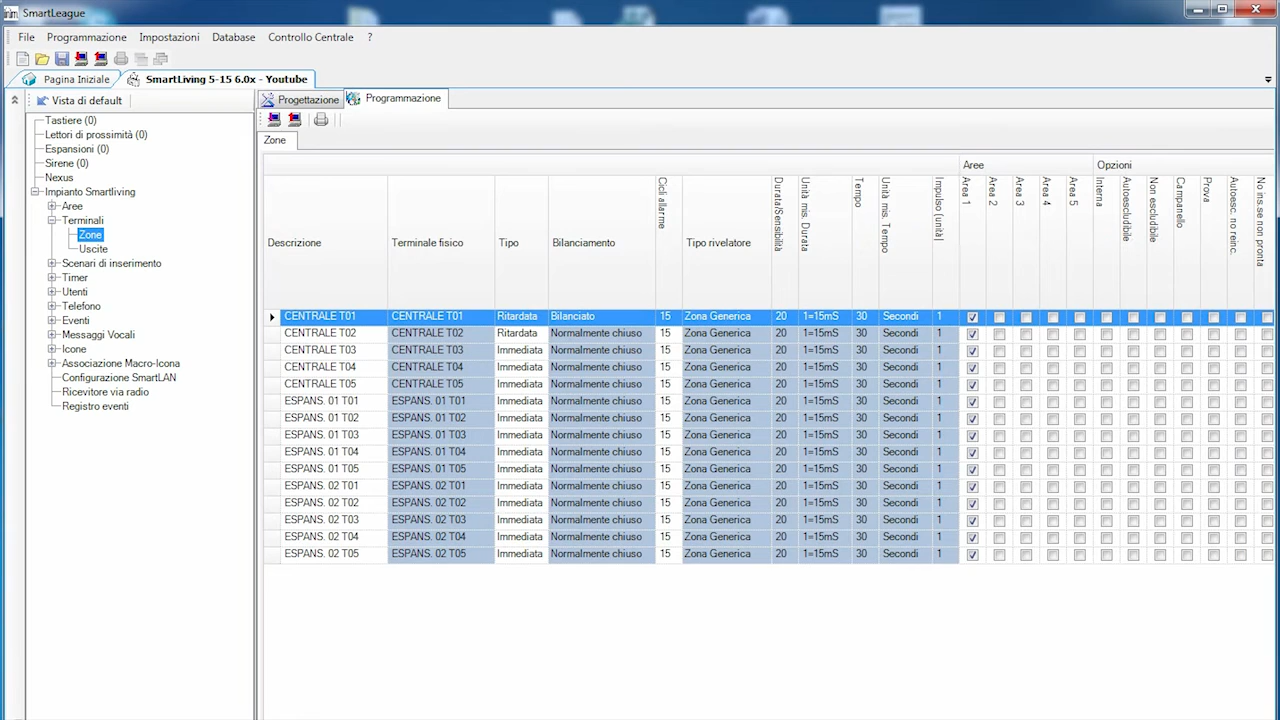 SmartLeague
File Programmazione Impostazioni Database Controllo Centrale ?
Pagina Iniziale SmartLiving 5-15 6.0x - Youtube
Vista di default
Tastiere (0)
Lettori di prossimità (0)
Espansioni (0)
Sirene (0)
Nexus
Impianto Smartliving
Aree
Terminali
Zone
Uscite
Scenari di inserimento
Timer
Utenti
Telefono
Eventi
Messaggi Vocali
Icone
Associazione Macro-Icona
Configurazione SmartLAN
Ricevitore via radio
Registro eventi
Progettazione Programmazione
Zone
Aree Opzioni
Descrizione Terminale fisico Tipo Bilanciamento Cicli allarme Tipo rivelatore Durata/Sensibilità Unità mis. Durata Tempo Unità mis. Tempo Impulso (unità) Area 1 Area 2 Area 3 Area 4 Area 5 Interna Autoescludibile Non escludibile Campanello Prova Autoesc. no reinc. No ins.se non pronta
CENTRALE T01 CENTRALE T01 Ritardata Bilanciato 15 Zona Generica 20 1=15mS 30 Secondi 1
CENTRALE T02 CENTRALE T02 Ritardata Normalmente chiuso 15 Zona Generica 20 1=15mS 30 Secondi 1
CENTRALE T03 CENTRALE T03 Immediata Normalmente chiuso 15 Zona Generica 20 1=15mS 30 Secondi 1
CENTRALE T04 CENTRALE T04 Immediata Normalmente chiuso 15 Zona Generica 20 1=15mS 30 Secondi 1
CENTRALE T05 CENTRALE T05 Immediata Normalmente chiuso 15 Zona Generica 20 1=15mS 30 Secondi 1
ESPANS. 01 T01 ESPANS. 01 T01 Immediata Normalmente chiuso 15 Zona Generica 20 1=15mS 30 Secondi 1
ESPANS. 01 T02 ESPANS. 01 T02 Immediata Normalmente chiuso 15 Zona Generica 20 1=15mS 30 Secondi 1
ESPANS. 01 T03 ESPANS. 01 T03 Immediata Normalmente chiuso 15 Zona Generica 20 1=15mS 30 Secondi 1
ESPANS. 01 T04 ESPANS. 01 T04 Immediata Normalmente chiuso 15 Zona Generica 20 1=15mS 30 Secondi 1
ESPANS. 01 T05 ESPANS. 01 T05 Immediata Normalmente chiuso 15 Zona Generica 20 1=15mS 30 Secondi 1
ESPANS. 02 T01 ESPANS. 02 T01 Immediata Normalmente chiuso 15 Zona Generica 20 1=15mS 30 Secondi 1
ESPANS. 02 T02 ESPANS. 02 T02 Immediata Normalmente chiuso 15 Zona Generica 20 1=15mS 30 Secondi 1
ESPANS. 02 T03 ESPANS. 02 T03 Immediata Normalmente chiuso 15 Zona Generica 20 1=15mS 30 Secondi 1
ESPANS. 02 T04 ESPANS. 02 T04 Immediata Normalmente chiuso 15 Zona Generica 20 1=15mS 30 Secondi 1
ESPANS. 02 T05 ESPANS. 02 T05 Immediata Normalmente chiuso 15 Zona Generica 20 1=15mS 30 Secondi 1